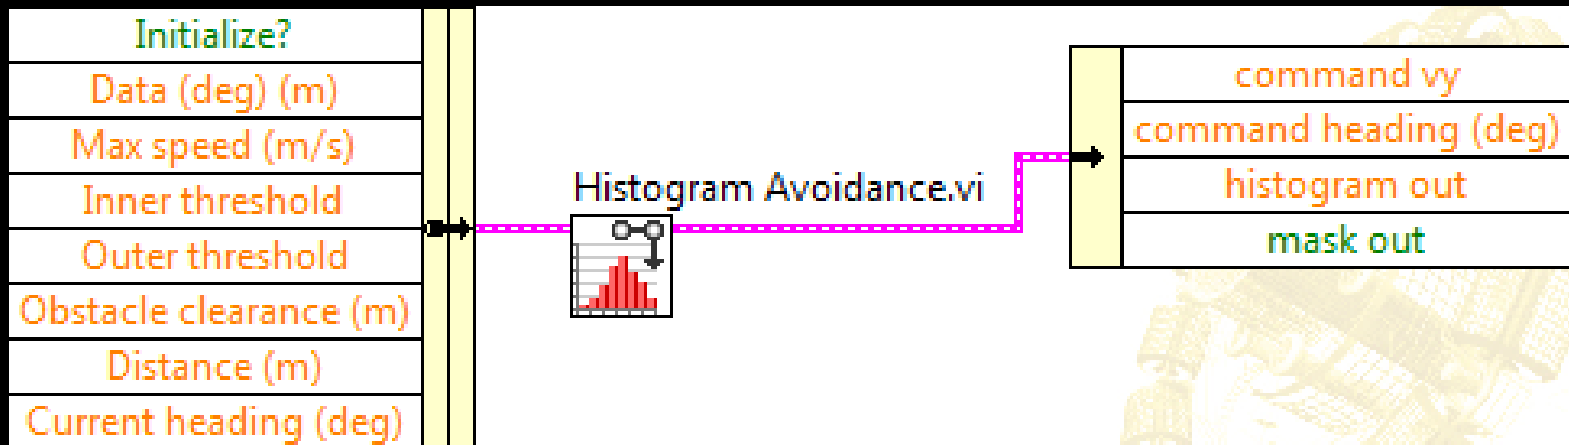 Initialize?
Data (deg) (m)
Max speed (m/s)
Inner threshold
Outer threshold
Obstacle clearance (m)
Distance (m)
Current heading (deg)
Histogram Avoidance.vi
command vy
command heading (deg)
histogram out
mask out